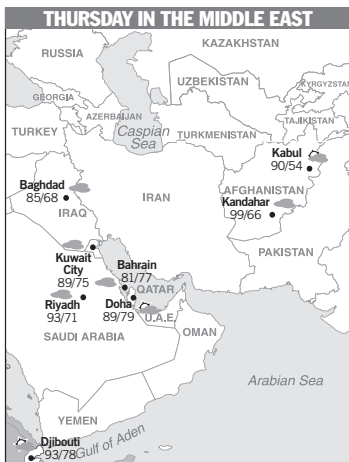 THURSDAY IN THE MIDDLE EAST
KAZAKHSTAN
RUSSIA
UZBEKISTAN
KYRGYZSTAN
GEORGIA
AZERBAIJAN
TAJIKISTAN
TURKEY
Caspian
Sea
TURKMENISTAN
Kabul
90/54
Baghdad
85/68
IRAQ
IRAN
AFGHANISTAN
Kandahar
99/66
PAKISTAN
Kuwait
City
89/75
Bahrain
81/77
QATAR
Riyadh
93/71
Doha
89/79
U.A.E.
SAUDI ARABIA
OMAN
Arabian Sea
YEMEN
Djibouti
93/78
Gulf of Aden